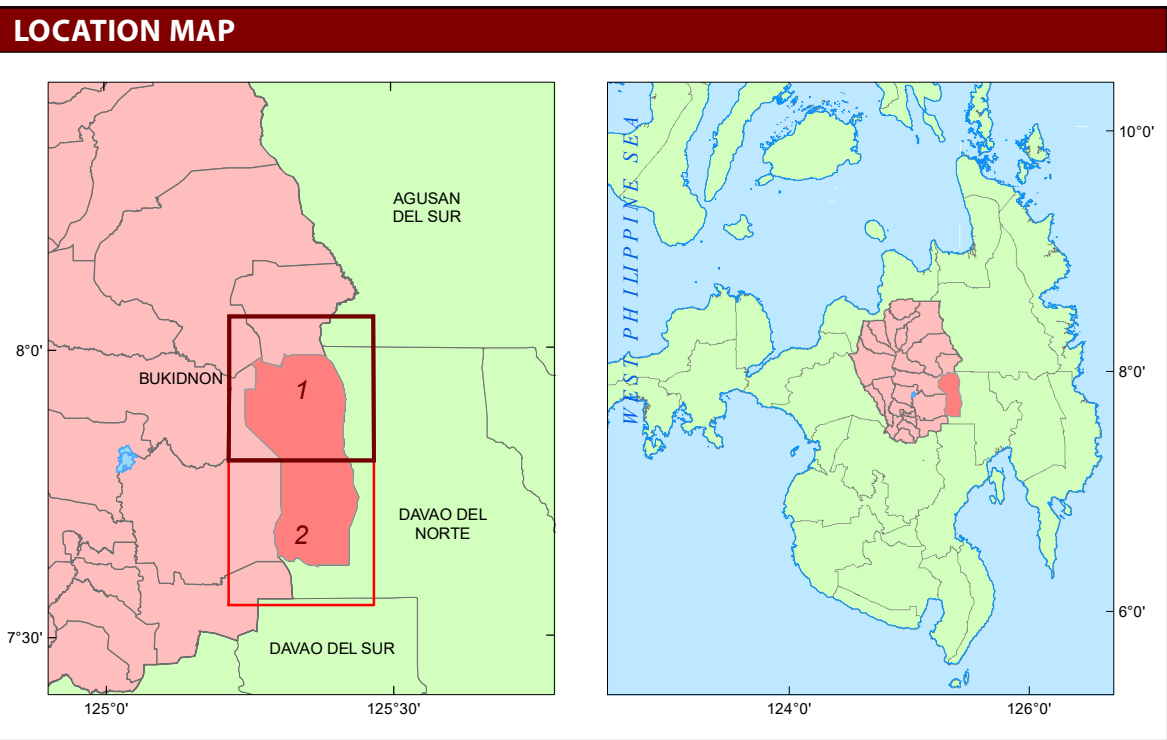 LOCATION MAP
AGUSAN
DEL SUR
8°0'
BUKIDNON
1
DAVAO DEL
NORTE
2
7°30'
DAVAO DEL SUR
125°0'
125°30'
WEST PHILIPPINE SEA
10°0'
8°0'
6°0'
124°0'
126°0'